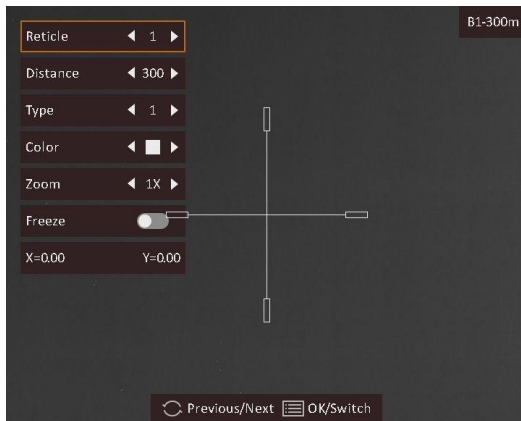 B1-300m
Reticle 1
Distance 300
Type 1
Color
Zoom 1X
Freeze
X=0.00 Y=0.00
Previous/Next OK/Switch